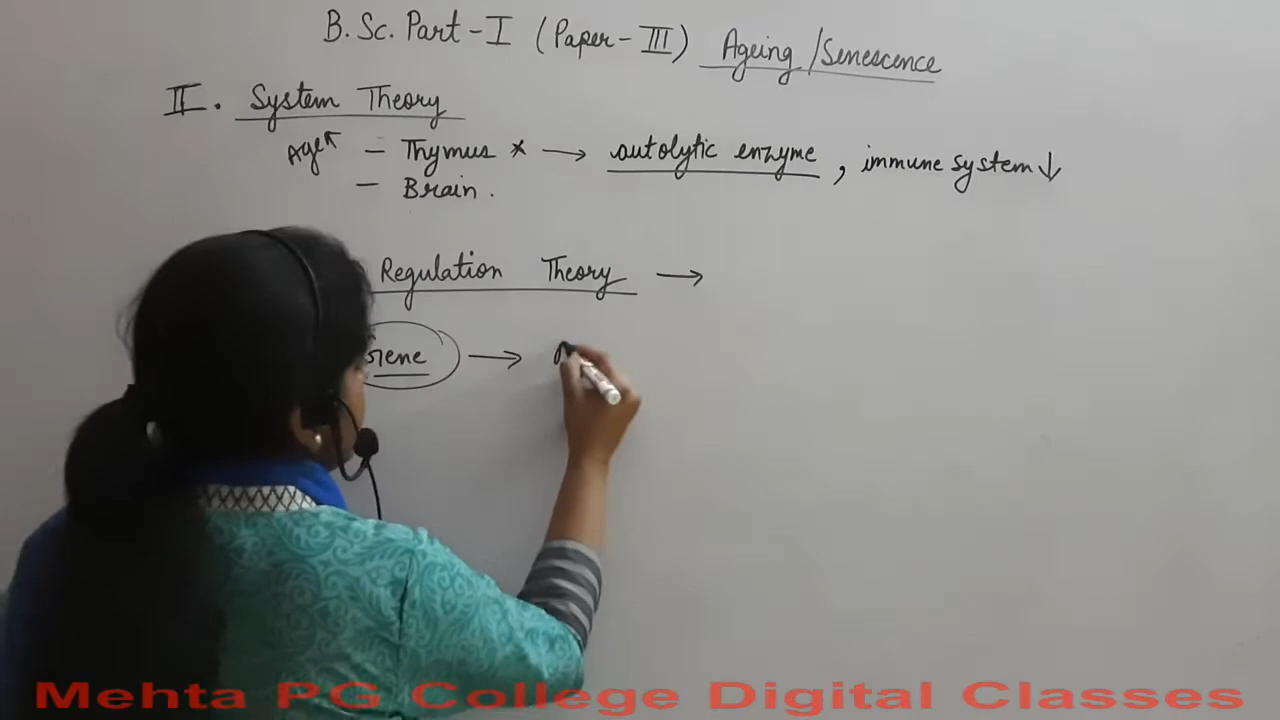 B.Sc. Part-I (Paper-III) Ageing/Senescence
II. System Theory
Age↑ - Thymus × → autolytic enzyme, immune system ↓
- Brain.
Regulation Theory →
Gene →
Mehta PG College Digital Classes